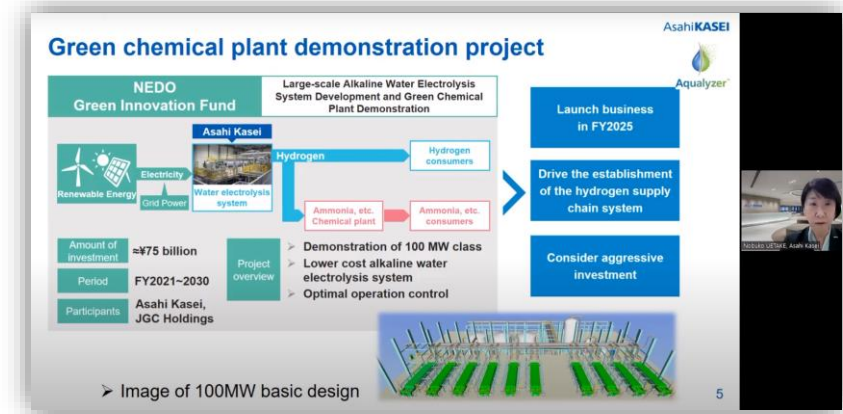 AsahiKASEI
Green chemical plant demonstration project
Aqualyzer
NEDO
Green Innovation Fund
Large-scale Alkaline Water Electrolysis
System Development and Green Chemical
Plant Demonstration
Asahi Kasei
Renewable Energy
Electricity
Grid Power
Water electrolysis
system
Hydrogen
Hydrogen
consumers
Ammonia, etc.
Chemical plant
Ammonia, etc.
consumers
Amount of
investment
≈¥75 billion
Period
FY2021~2030
Participants
Asahi Kasei,
JGC Holdings
Project
overview
➢ Demonstration of 100 MW class
➢ Lower cost alkaline water
electrolysis system
➢ Optimal operation control
Launch business
in FY2025
Drive the establishment
of the hydrogen supply
chain system
Consider aggressive
investment
➢ Image of 100MW basic design
5
Nobuko UETAKE, Asahi Kasei